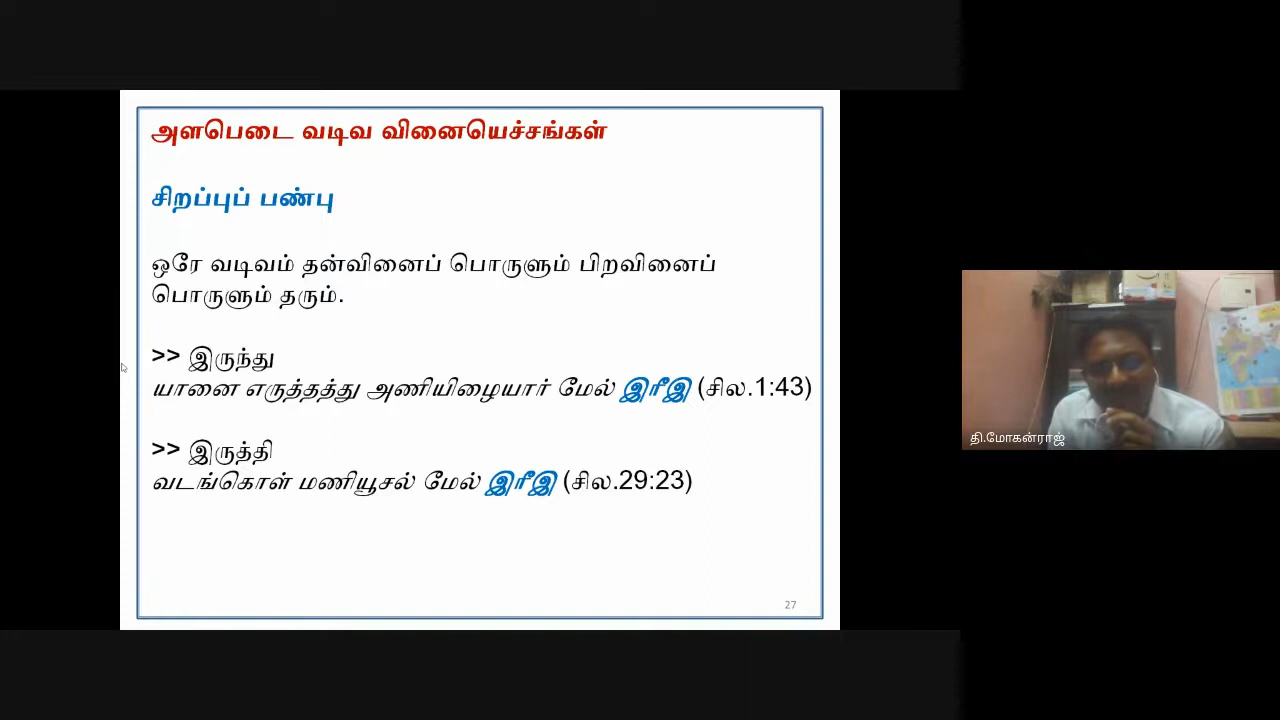 அளபெடை வடிவ வினையெச்சங்கள்
சிறப்புப் பண்பு
ஒரே வடிவம் தன்வினைப் பொருளும் பிறவினைப்
பொருளும் தரும்.
>> இருந்து
யானை எருத்தத்து அணியிழையார் மேல் இரீஇ (சில.1:43)
>> இருத்தி
வடங்கொள் மணியூசல் மேல் இரீஇ (சில.29:23)
27
தி.மோகன்ராஜ்